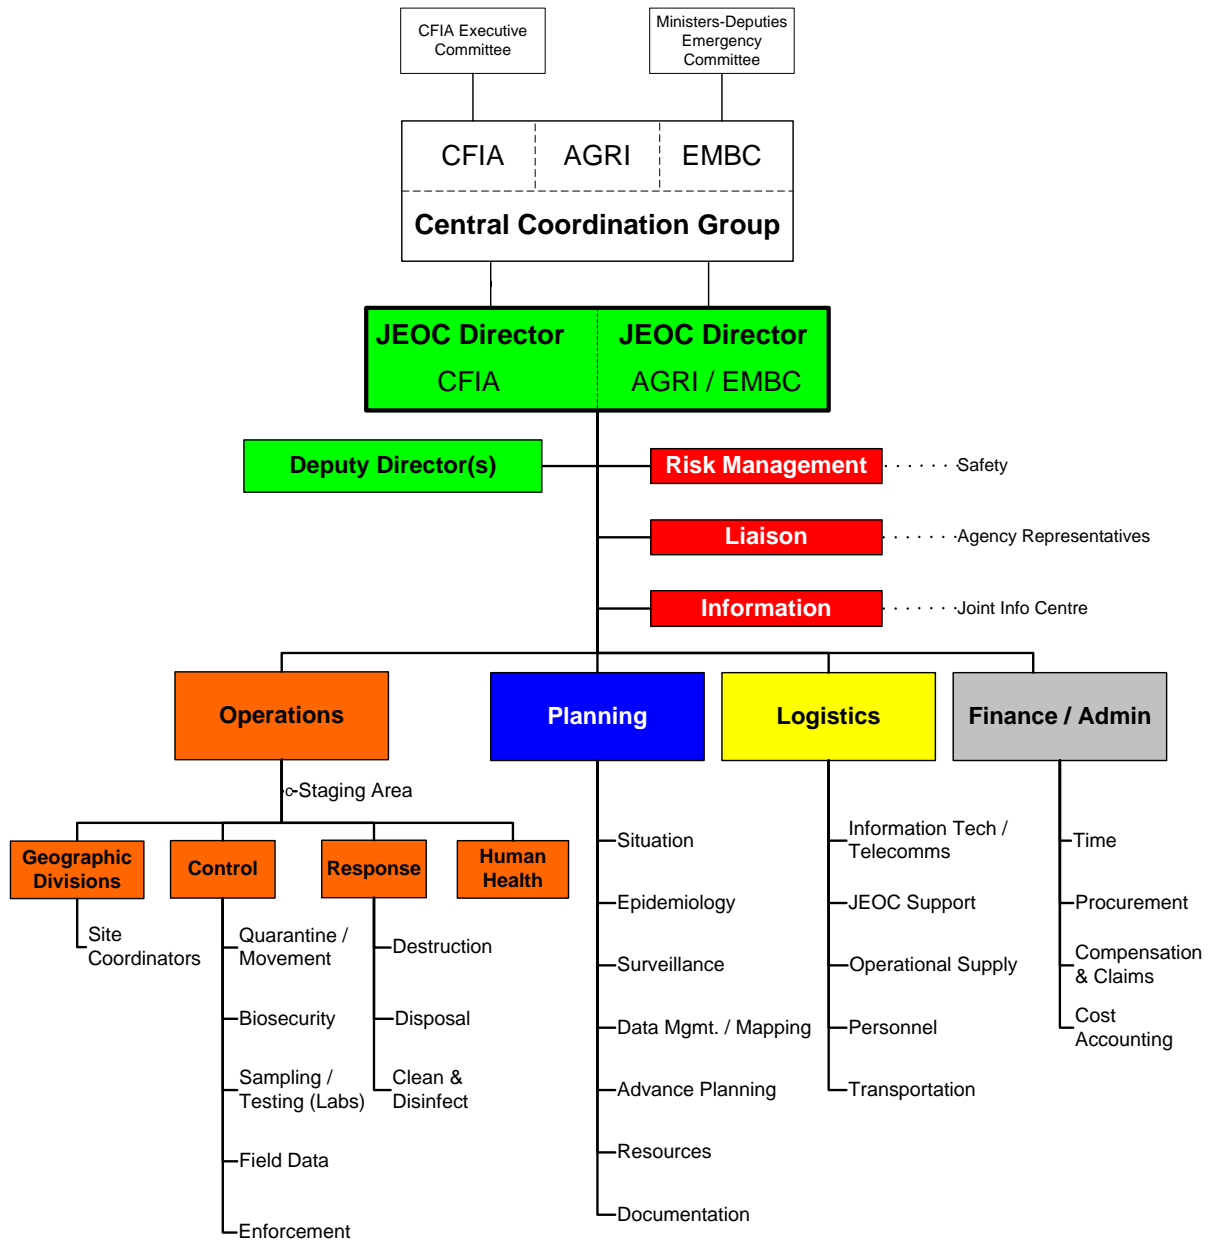 CFIA Executive
Committee
Ministers-Deputies
Emergency
Committee
CFIA
AGRI
EMBC
Central Coordination Group
JEOC Director
CFIA
JEOC Director
AGRI / EMBC
Deputy Director(s)
Risk Management
Safety
Liaison
Agency Representatives
Information
Joint Info Centre
Operations
Planning
Logistics
Finance / Admin
Staging Area
Geographic
Divisions
Control
Response
Human
Health
Site
Coordinators
Quarantine /
Movement
Biosecurity
Sampling /
Testing (Labs)
Field Data
Enforcement
Destruction
Disposal
Clean &
Disinfect
Situation
Epidemiology
Surveillance
Data Mgmt. / Mapping
Advance Planning
Resources
Documentation
Information Tech /
Telecomms
JEOC Support
Operational Supply
Personnel
Transportation
Time
Procurement
Compensation
& Claims
Cost
Accounting